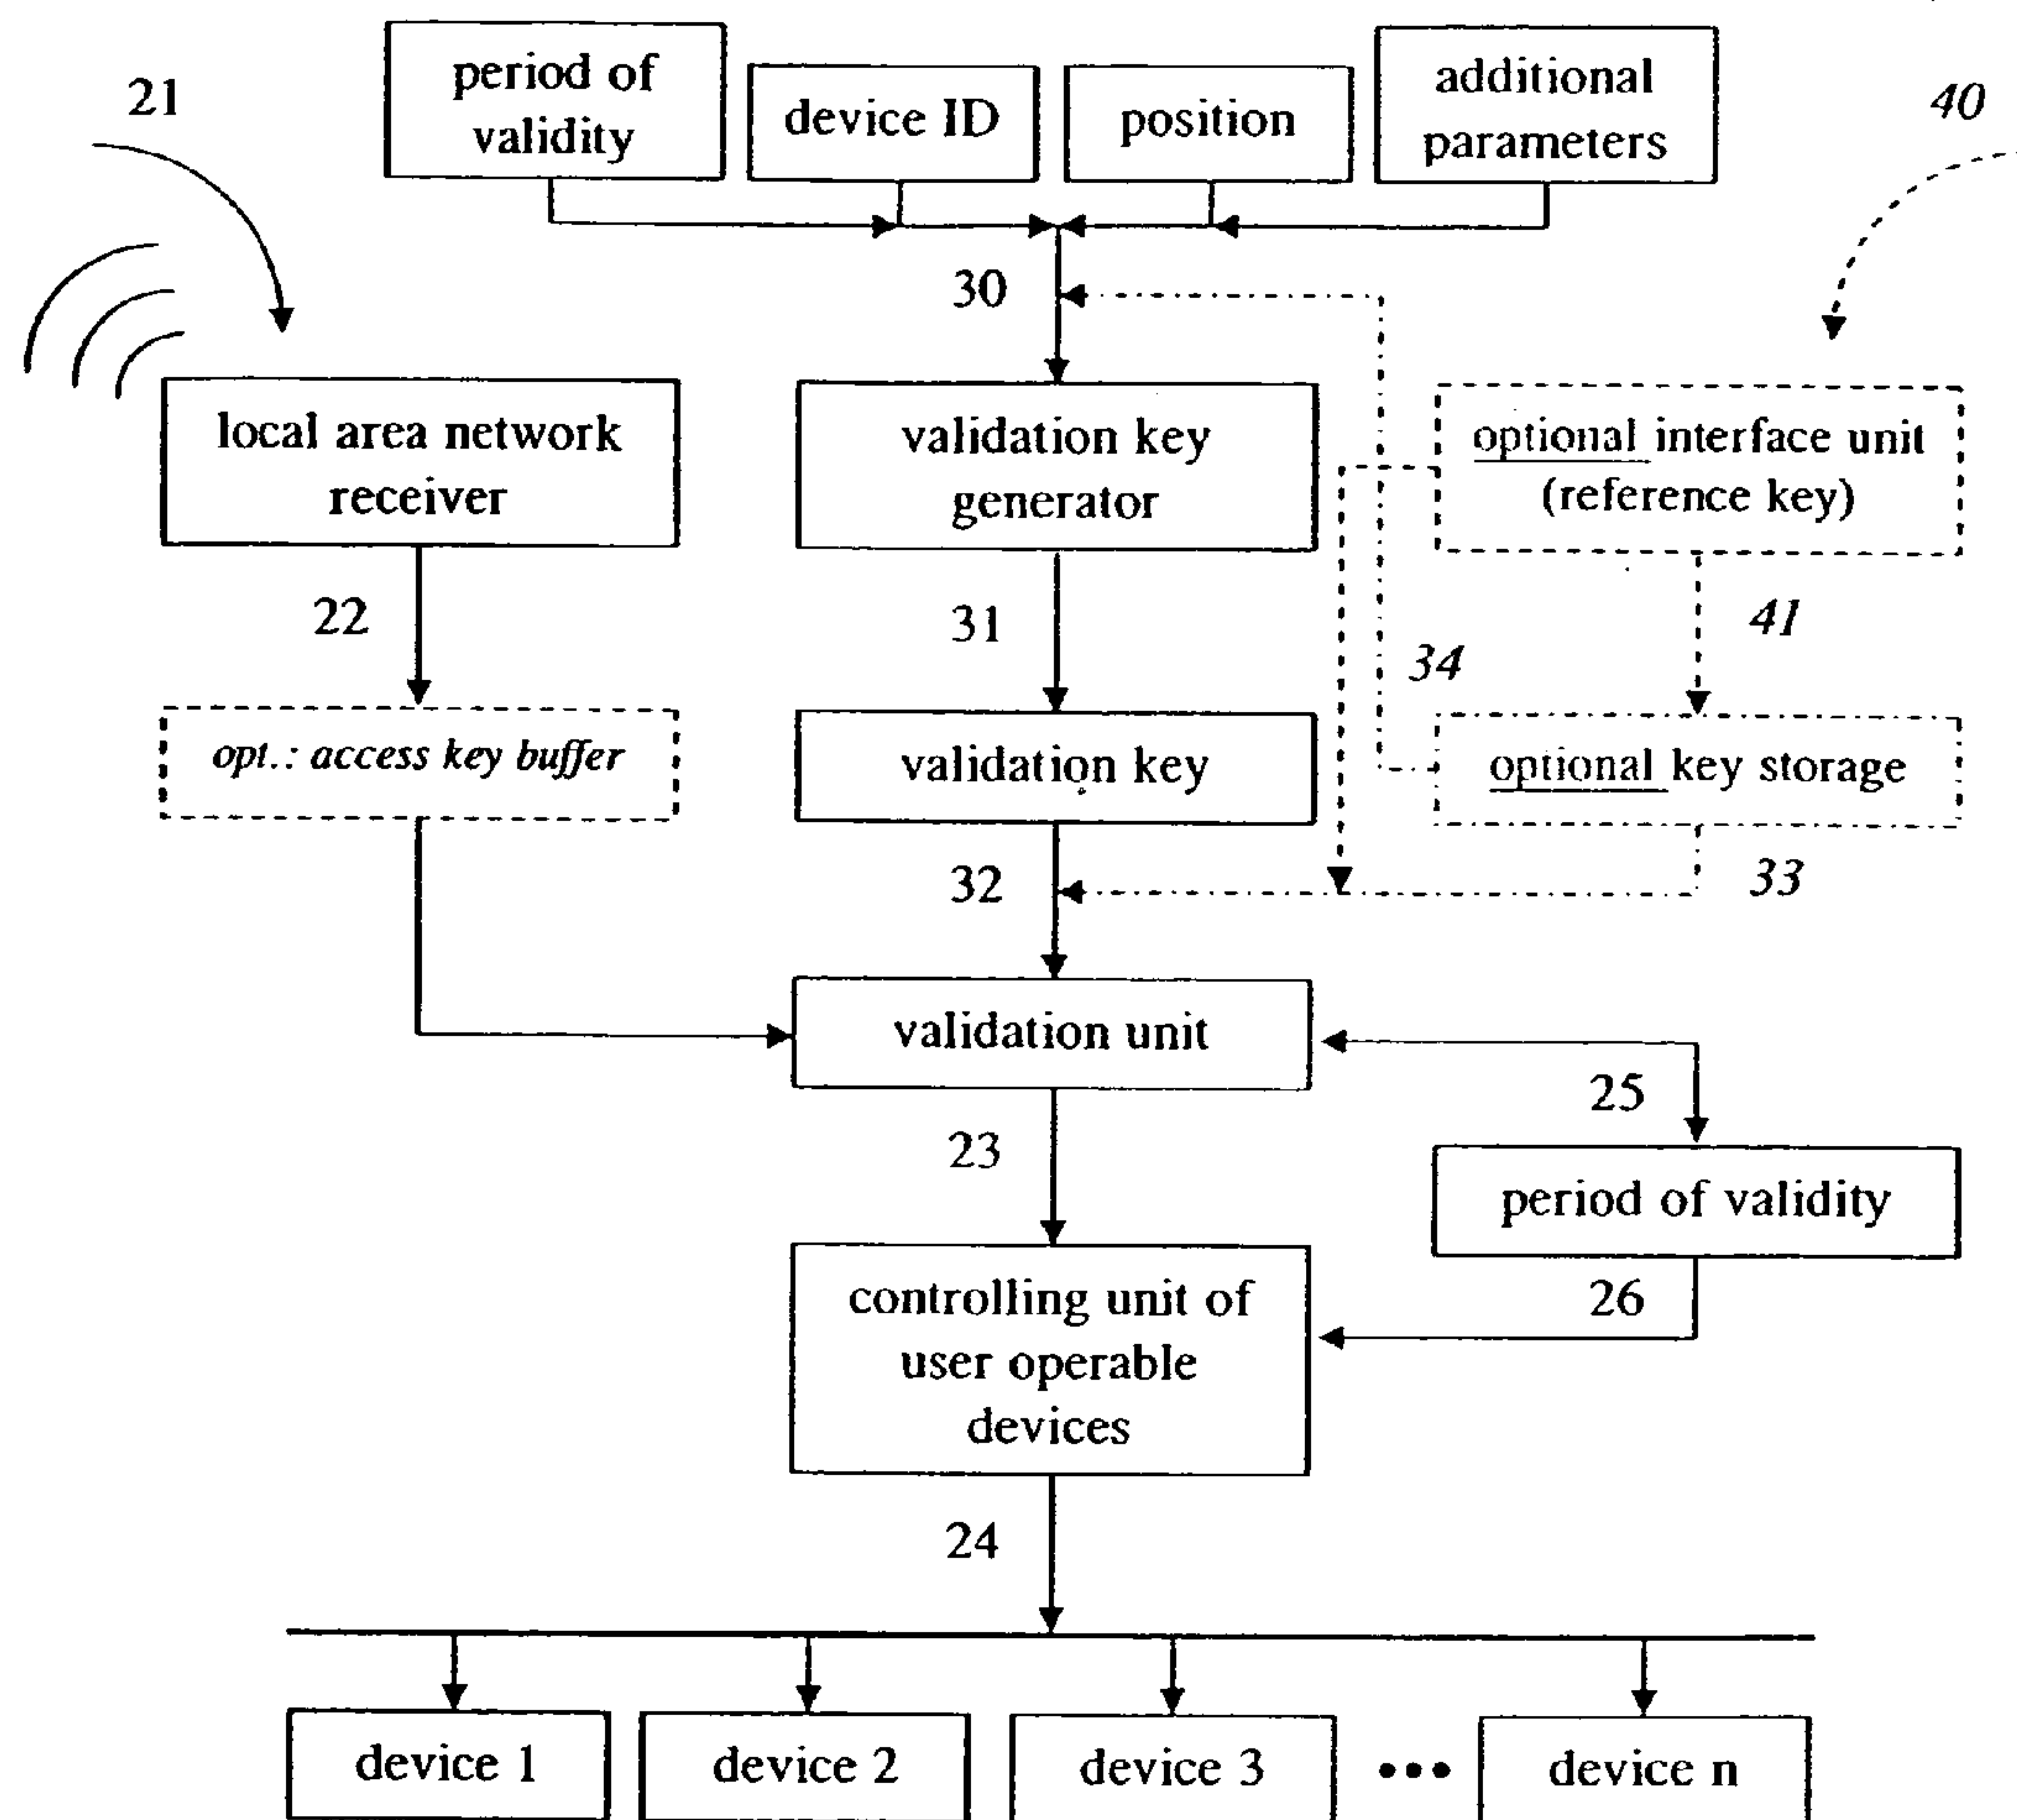 period of
validity
device ID
position
additional
parameters
21
40
30
local area network
receiver
validation key
generator
optional interface unit
(reference key)
22
31
34
41
opt.: access key buffer
validation key
optional key storage
32
33
validation unit
25
23
period of validity
controlling unit of
user operable
devices
26
24
device 1
device 2
device 3
•••
device n